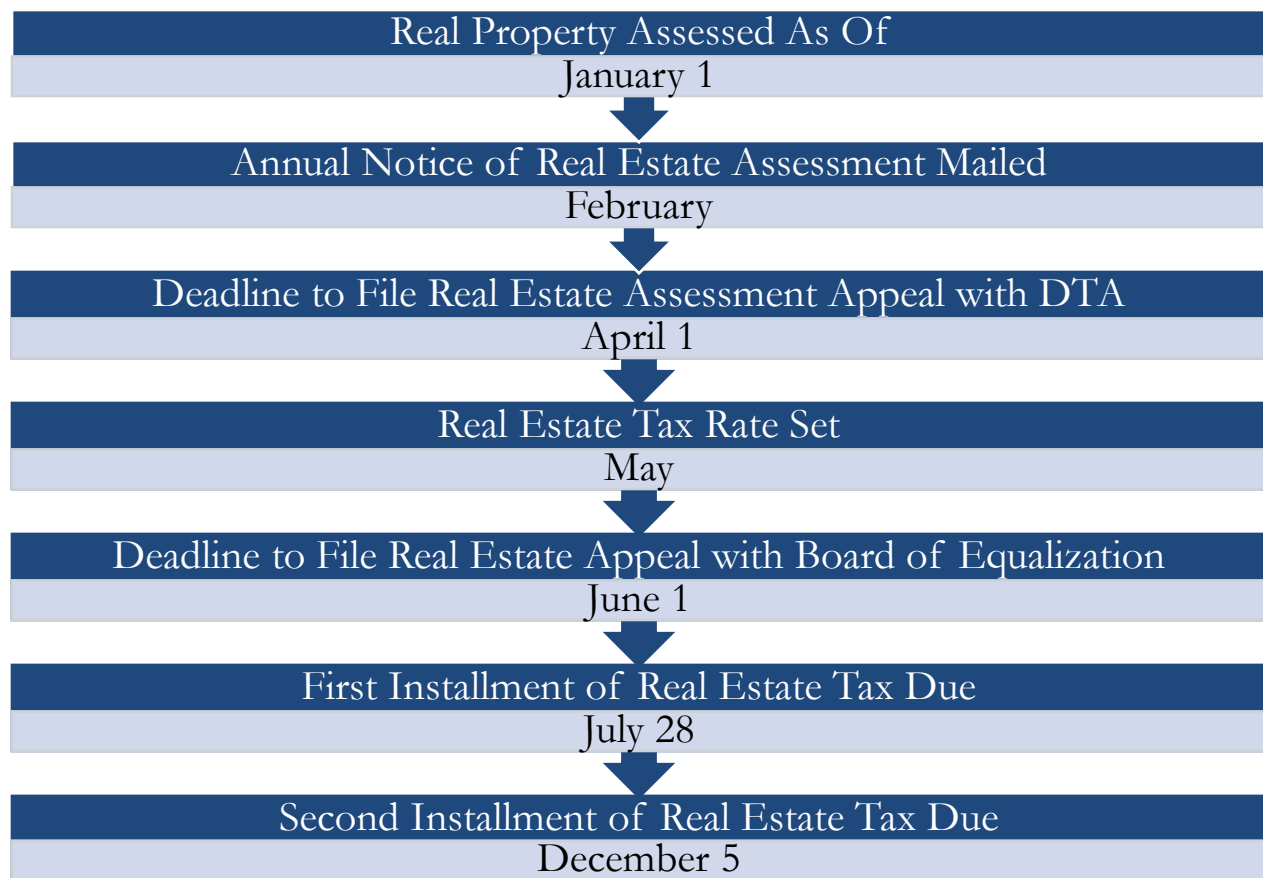 Real Property Assessed As Of
January 1
Annual Notice of Real Estate Assessment Mailed
February
Deadline to File Real Estate Assessment Appeal with DTA
April 1
Real Estate Tax Rate Set
May
Deadline to File Real Estate Appeal with Board of Equalization
June 1
First Installment of Real Estate Tax Due
July 28
Second Installment of Real Estate Tax Due
December 5